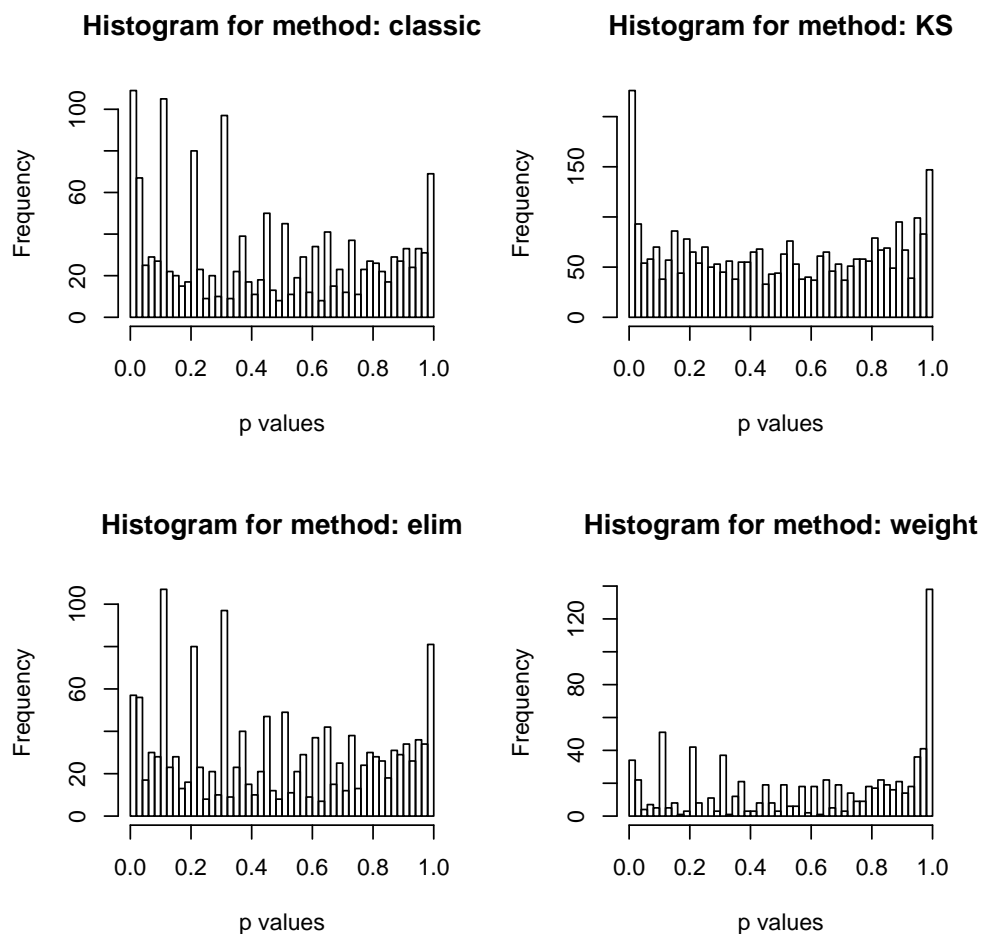 Histogram for method: classic
Frequency
0 20 60 100
0.0 0.2 0.4 0.6 0.8 1.0
p values
Histogram for method: KS
Frequency
0 50 150
0.0 0.2 0.4 0.6 0.8 1.0
p values
Histogram for method: elim
Frequency
0 20 60 100
0.0 0.2 0.4 0.6 0.8 1.0
p values
Histogram for method: weight
Frequency
0 40 80 120
0.0 0.2 0.4 0.6 0.8 1.0
p values